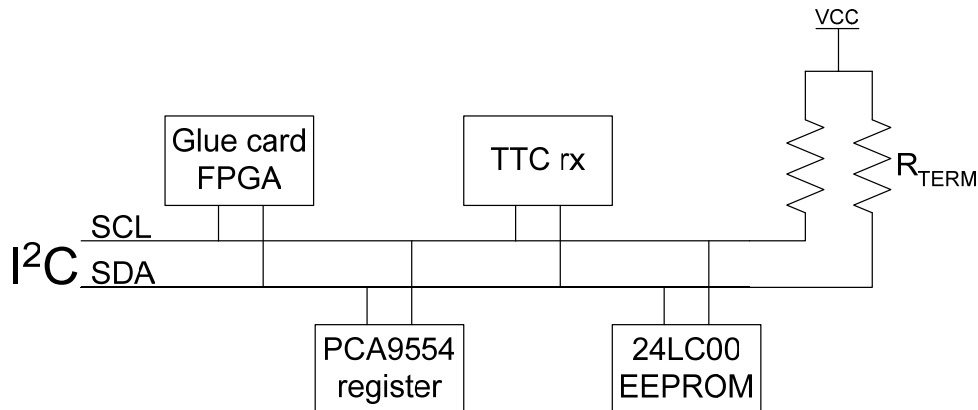 VCC
Glue card
FPGA
TTC rx
R_TERM
SCL
I²C
SDA
PCA9554
register
24LC00
EEPROM